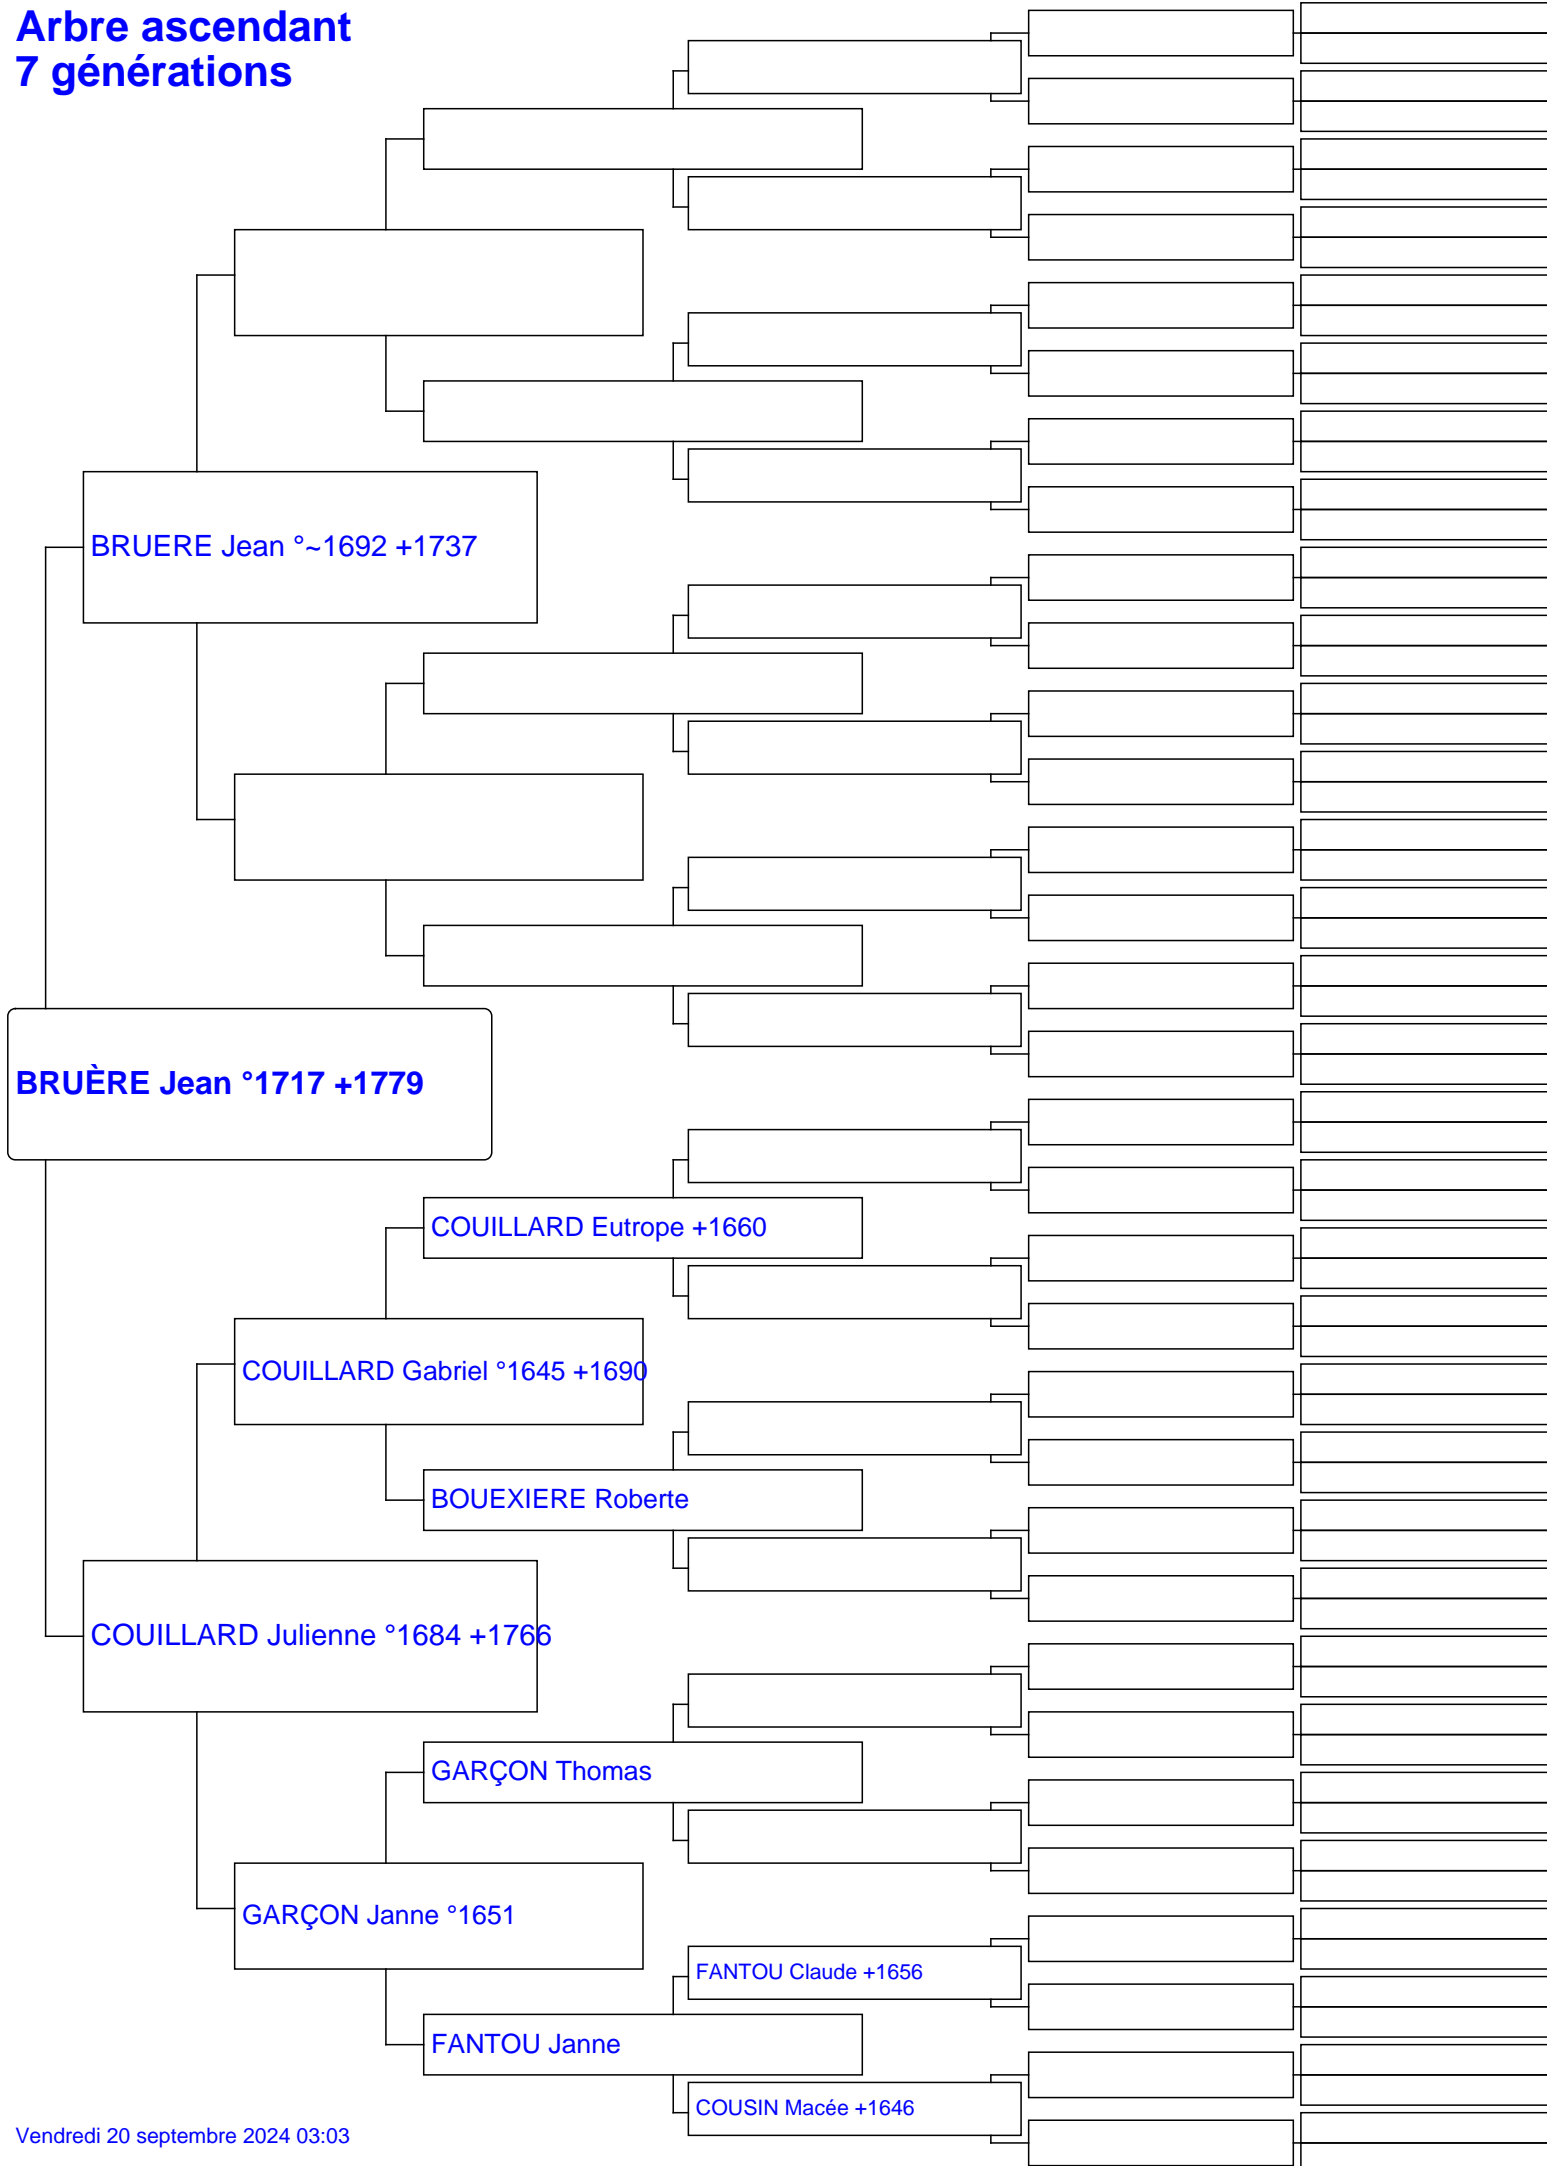 Arbre ascendant
7 générations
BRUERE Jean °~1692 +1737
BRUÈRE Jean °1717 +1779
COUILLARD Eutrope +1660
COUILLARD Gabriel °1645 +1690
BOUEXIERE Roberte
COUILLARD Julienne °1684 +1766
GARÇON Thomas
GARÇON Janne °1651
FANTOU Claude +1656
FANTOU Janne
COUSIN Macée +1646
Vendredi 20 septembre 2024 03:03